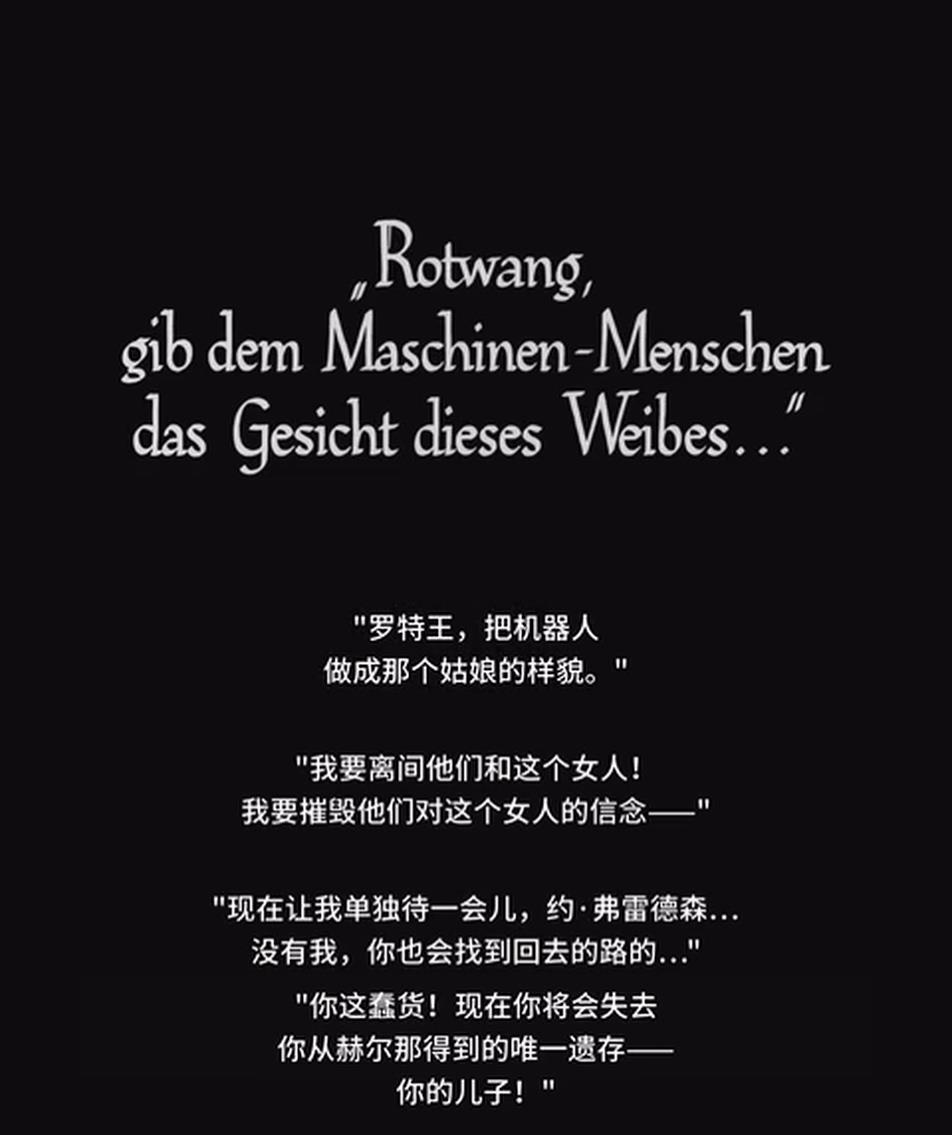 „Rotwang,
gib dem Maschinen-Menschen
das Gesicht dieses Weibes..."
"罗特王，把机器人
做成那个姑娘的样貌。"
"我要离间他们和这个女人！
我要摧毁他们对这个女人的信念——"
"现在让我单独待一会儿，约·弗雷德森...
没有我，你也会找到回去的路的..."
"你这蠢货！现在你将会失去
你从赫尔那得到的唯一遗存——
你的儿子！"